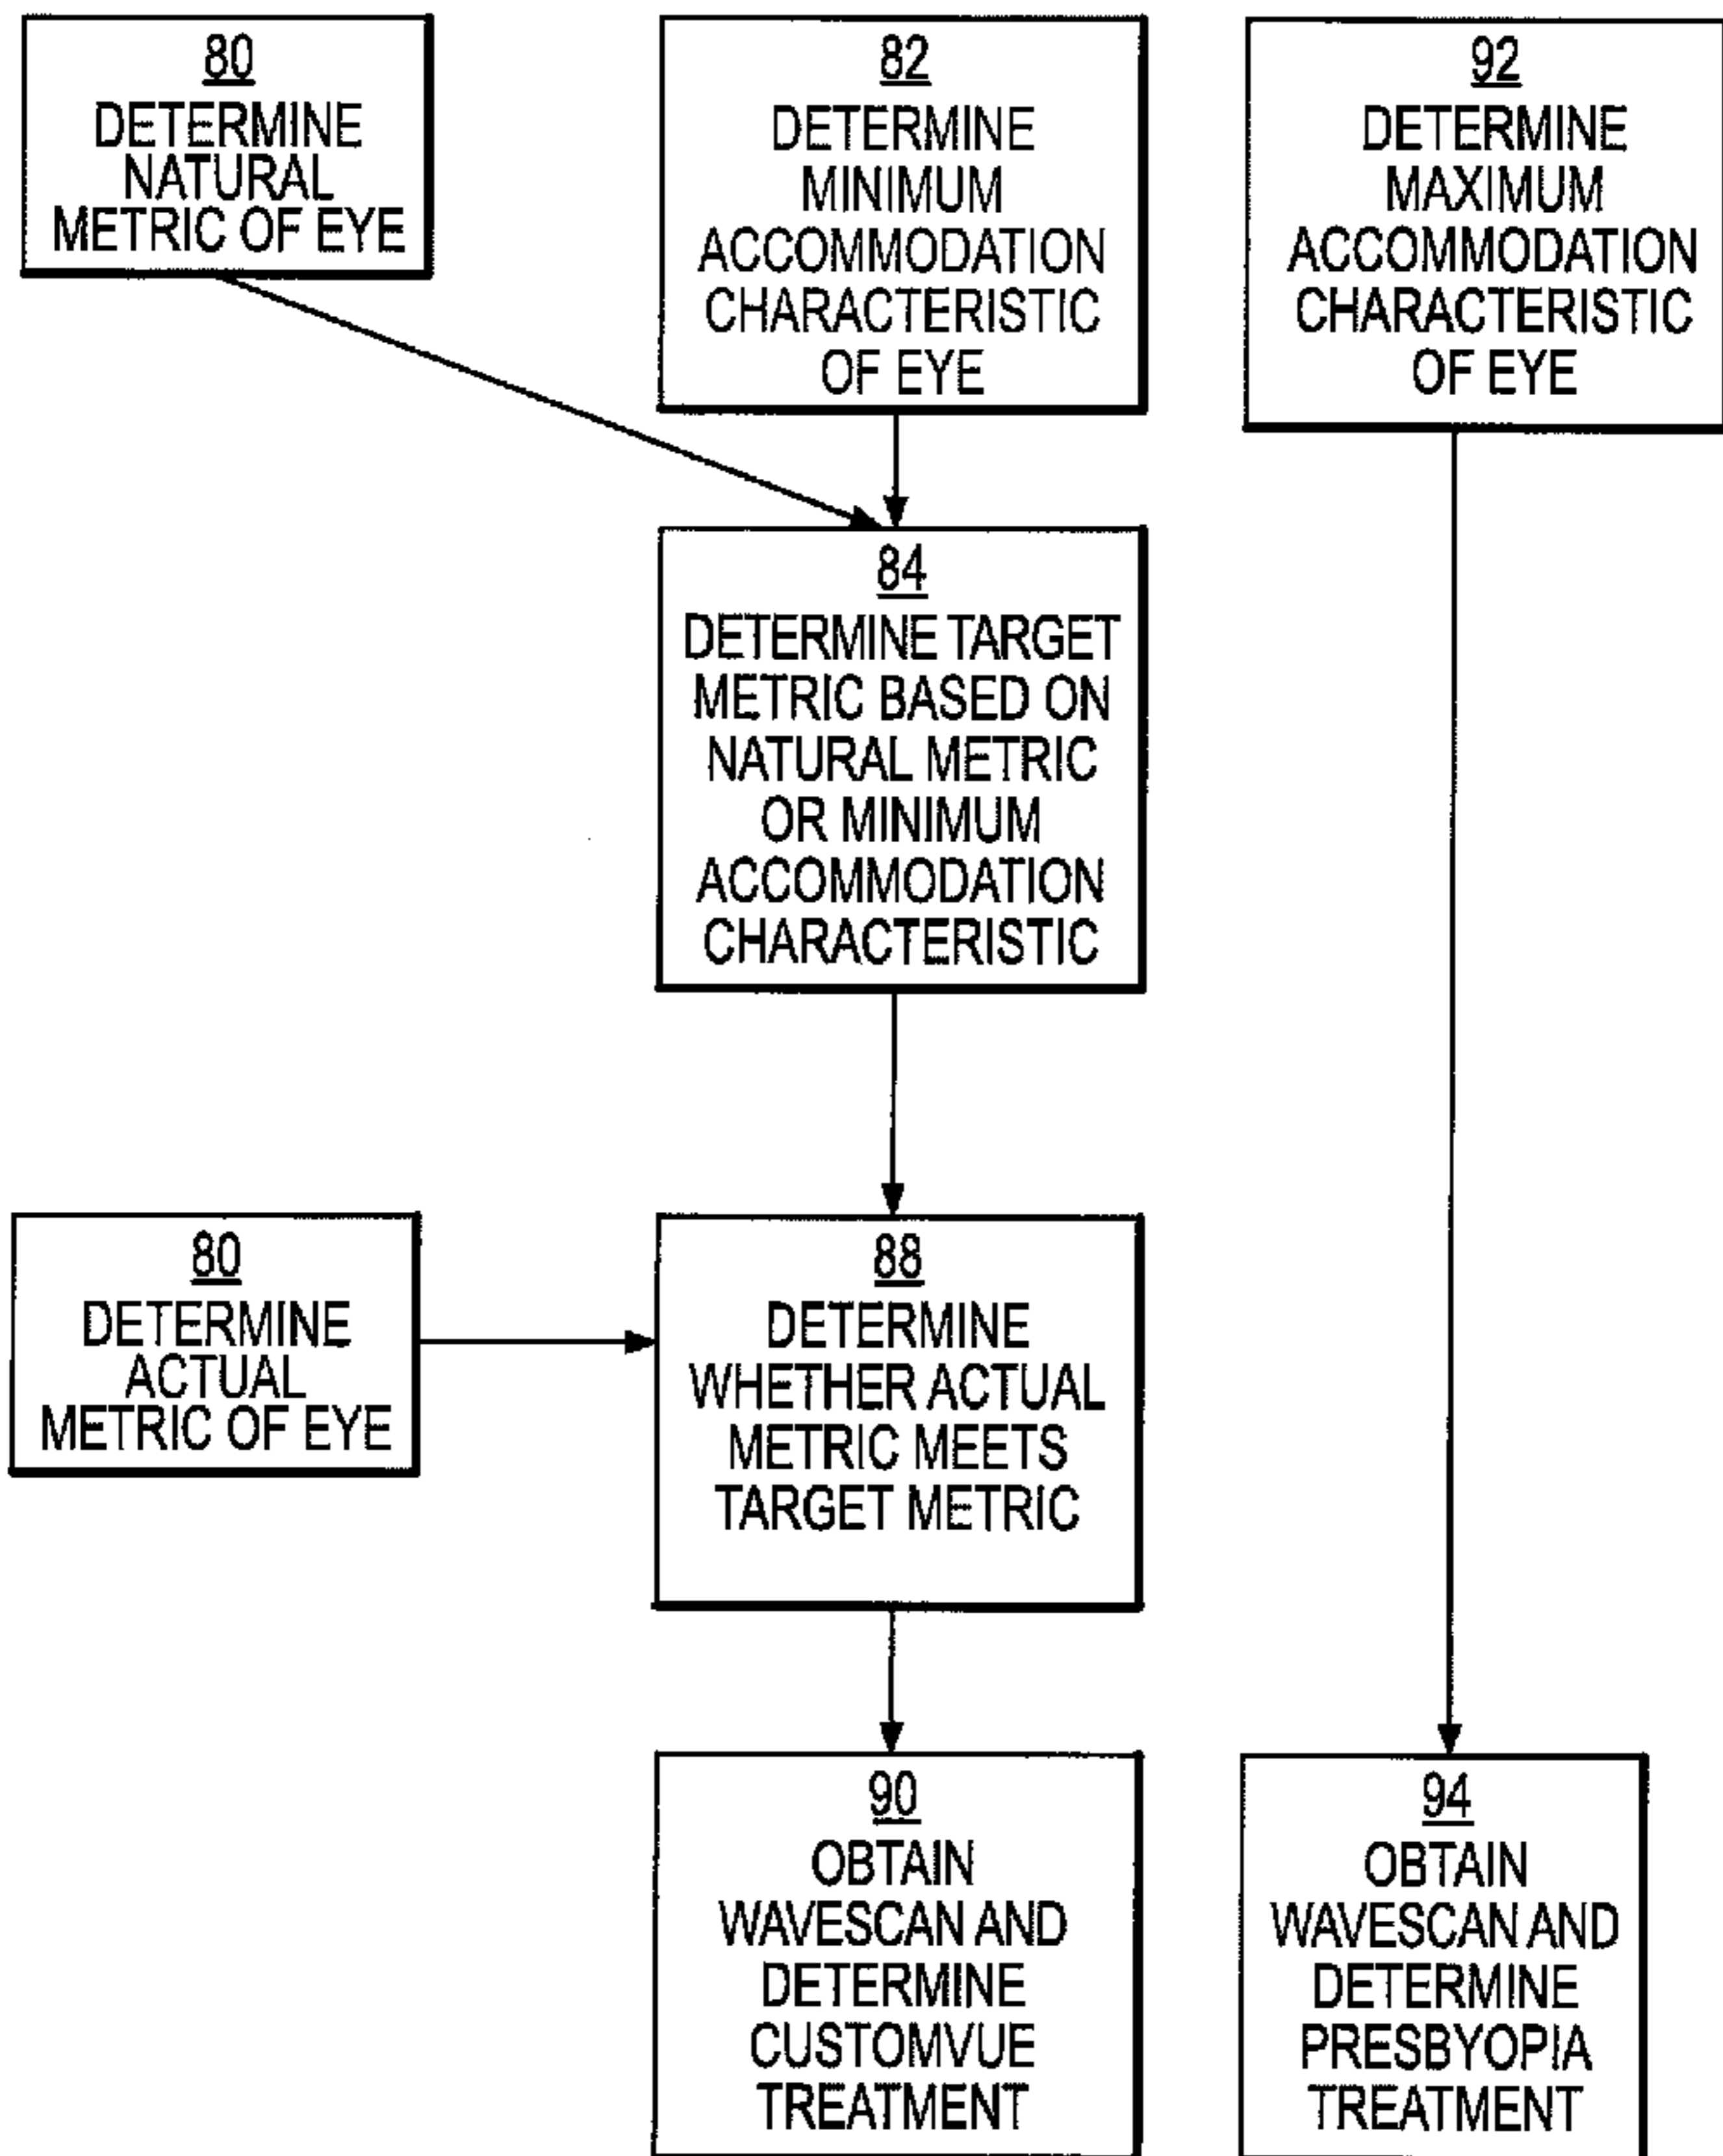 80
DETERMINE
NATURAL
METRIC OF EYE
82
DETERMINE
MINIMUM
ACCOMMODATION
CHARACTERISTIC
OF EYE
92
DETERMINE
MAXIMUM
ACCOMMODATION
CHARACTERISTIC
OF EYE
84
DETERMINE TARGET
METRIC BASED ON
NATURAL METRIC
OR MINIMUM
ACCOMMODATION
CHARACTERISTIC
80
DETERMINE
ACTUAL
METRIC OF EYE
88
DETERMINE
WHETHER ACTUAL
METRIC MEETS
TARGET METRIC
90
OBTAIN
WAVESCAN AND
DETERMINE
CUSTOMVUE
TREATMENT
94
OBTAIN
WAVESCAN AND
DETERMINE
PRESBYOPIA
TREATMENT